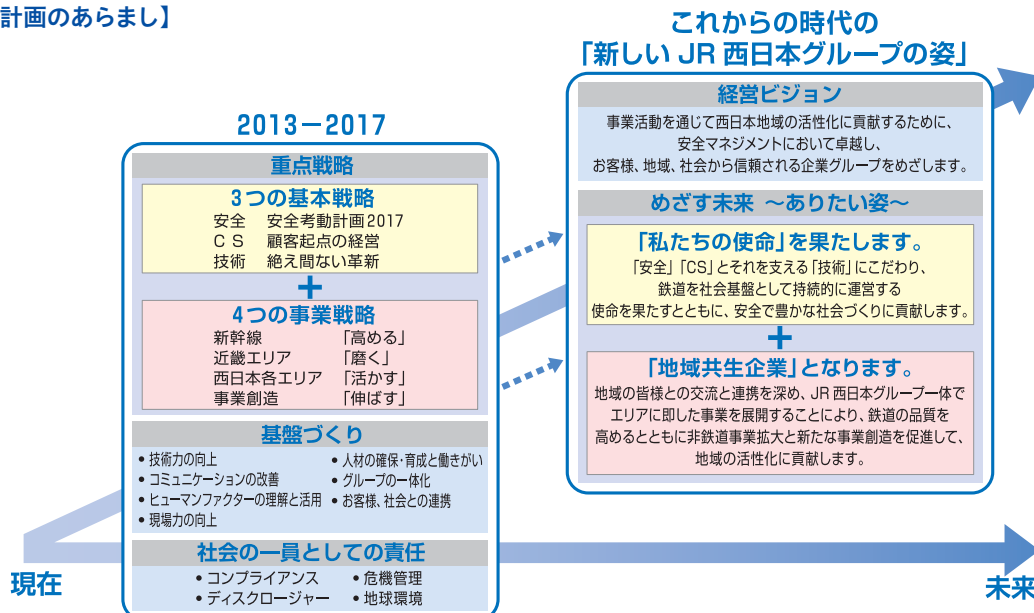 計画のあらまし】
これからの時代の
「新しい JR 西日本グループの姿」
2013－2017
重点戦略
3つの基本戦略
安全　安全考動計画2017
ＣＳ　顧客起点の経営
技術　絶え間ない革新
＋
4つの事業戦略
新幹線　「高める」
近畿エリア　「磨く」
西日本各エリア　「活かす」
事業創造　「伸ばす」
基盤づくり
• 技術力の向上
• コミュニケーションの改善
• ヒューマンファクターの理解と活用
• 現場力の向上
• 人材の確保・育成と働きがい
• グループの一体化
• お客様、社会との連携
社会の一員としての責任
• コンプライアンス
• ディスクロージャー
• 危機管理
• 地球環境
経営ビジョン
事業活動を通じて西日本地域の活性化に貢献するために、
安全マネジメントにおいて卓越し、
お客様、地域、社会から信頼される企業グループをめざします。
めざす未来 ～ありたい姿～
「私たちの使命」を果たします。
「安全」「CS」とそれを支える「技術」にこだわり、
鉄道を社会基盤として持続的に運営する
使命を果たすとともに、安全で豊かな社会づくりに貢献します。
＋
「地域共生企業」となります。
地域の皆様との交流と連携を深め、JR 西日本グループ一体で
エリアに即した事業を展開することにより、鉄道の品質を
高めるとともに非鉄道事業拡大と新たな事業創造を促進して、
地域の活性化に貢献します。
現在
未来